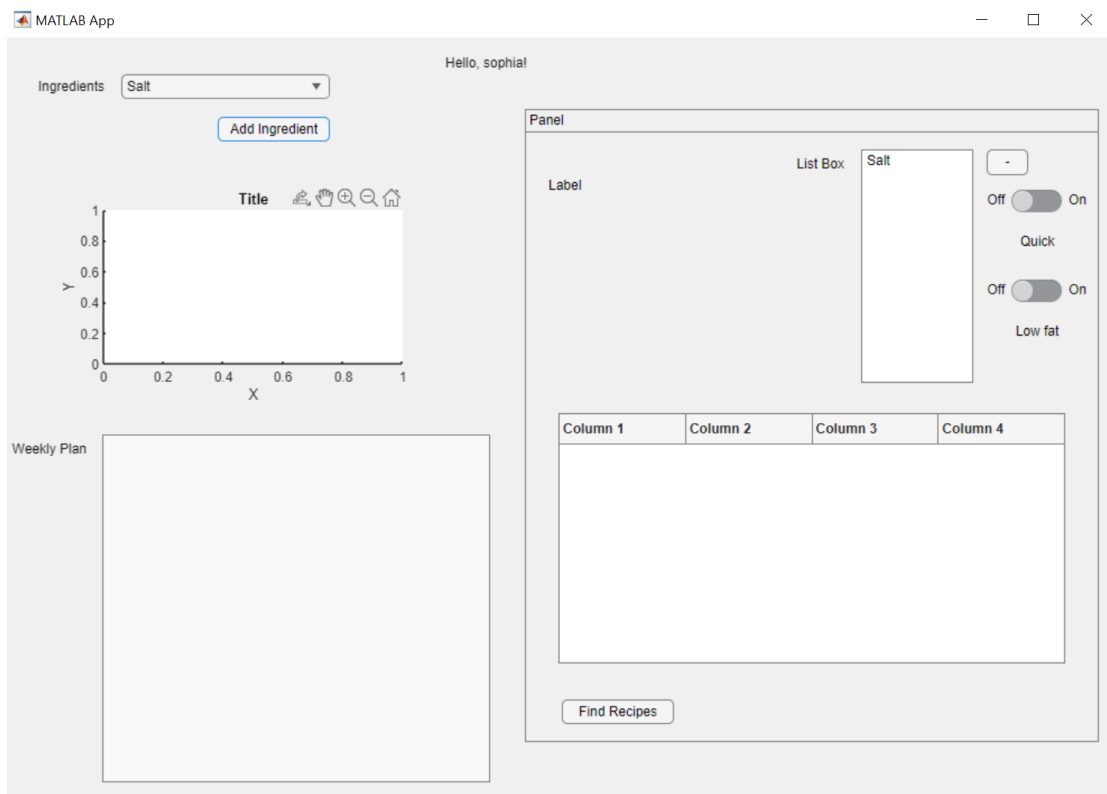 MATLAB App
Hello, sophia!
Ingredients Salt
Add Ingredient
Title
1
0.8
0.6
0.4
0.2
0
Y
0 0.2 0.4 0.6 0.8 1
X
Weekly Plan
Panel
Label
List Box Salt
-
Off On
Quick
Off On
Low fat
Column 1 Column 2 Column 3 Column 4
Find Recipes